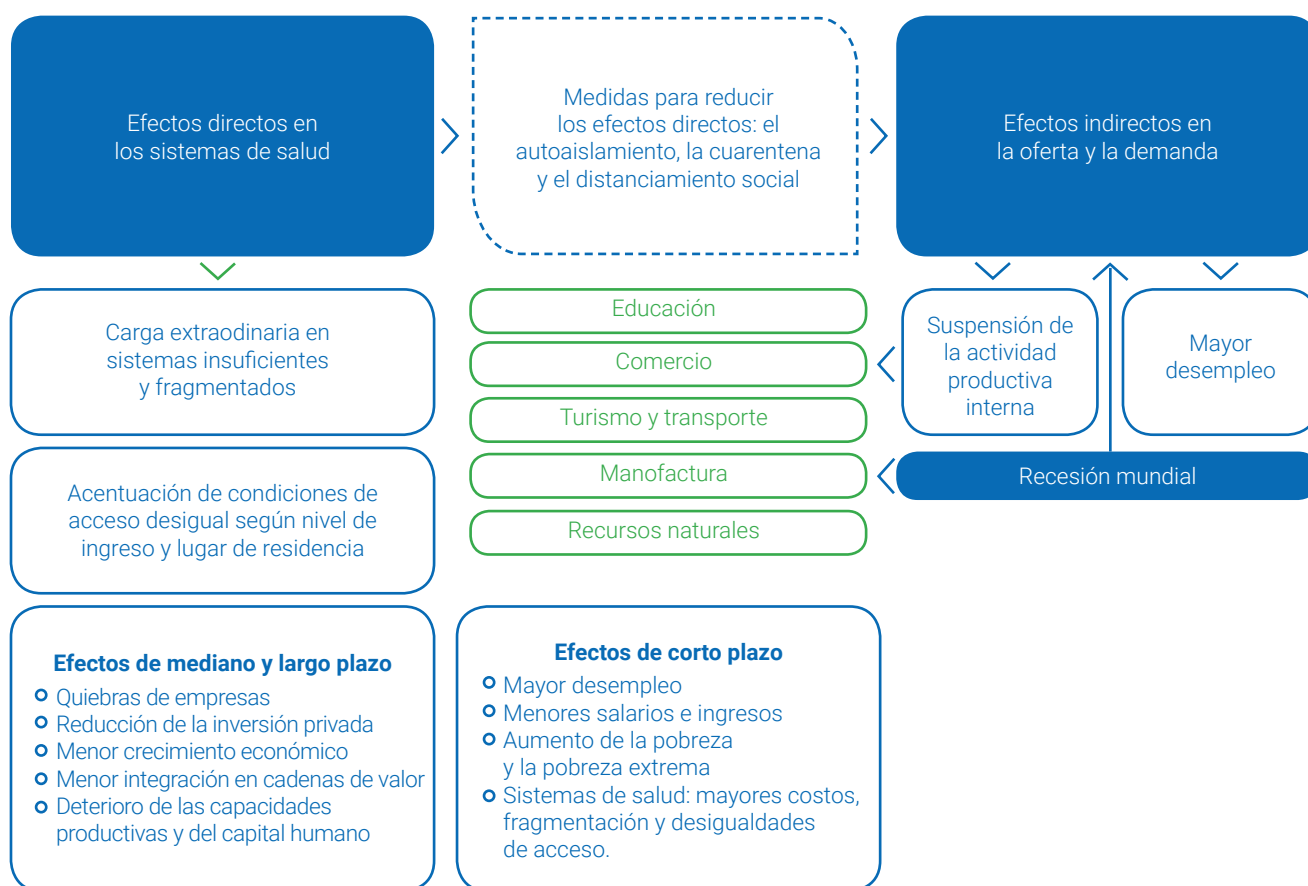 Efectos directos en
los sistemas de salud
Medidas para reducir
los efectos directos: el
autoaislamiento, la cuarentena
y el distanciamiento social
Efectos indirectos en
la oferta y la demanda
Carga extraodinaria en
sistemas insuficientes
y fragmentados
Acentuación de condiciones de
acceso desigual según nivel de
ingreso y lugar de residencia
Educación
Comercio
Turismo y transporte
Manofactura
Recursos naturales
Suspensión de
la actividad
productiva
interna
Mayor
desempleo
Recesión mundial
Efectos de mediano y largo plazo
Quiebras de empresas
Reducción de la inversión privada
Menor crecimiento económico
Menor integración en cadenas de valor
Deterioro de las capacidades
productivas y del capital humano
Efectos de corto plazo
Mayor desempleo
Menores salarios e ingresos
Aumento de la pobreza
y la pobreza extrema
Sistemas de salud: mayores costos,
fragmentación y desigualdades
de acceso.